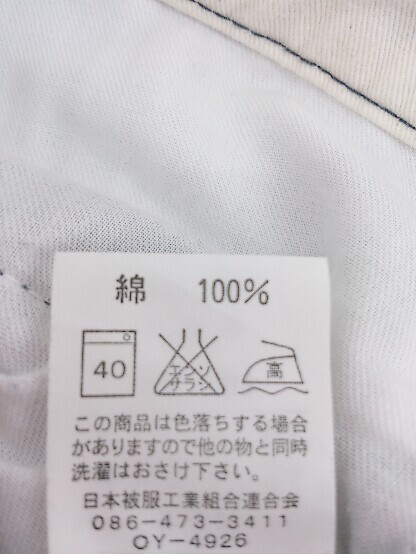 綿 100%
40 エンソ サラシ 高
この商品は色落ちする場合
がありますので他の物と同時
洗濯はおさけ下さい。
日本被服工業組合連合会
086-473-3411
OY-4926